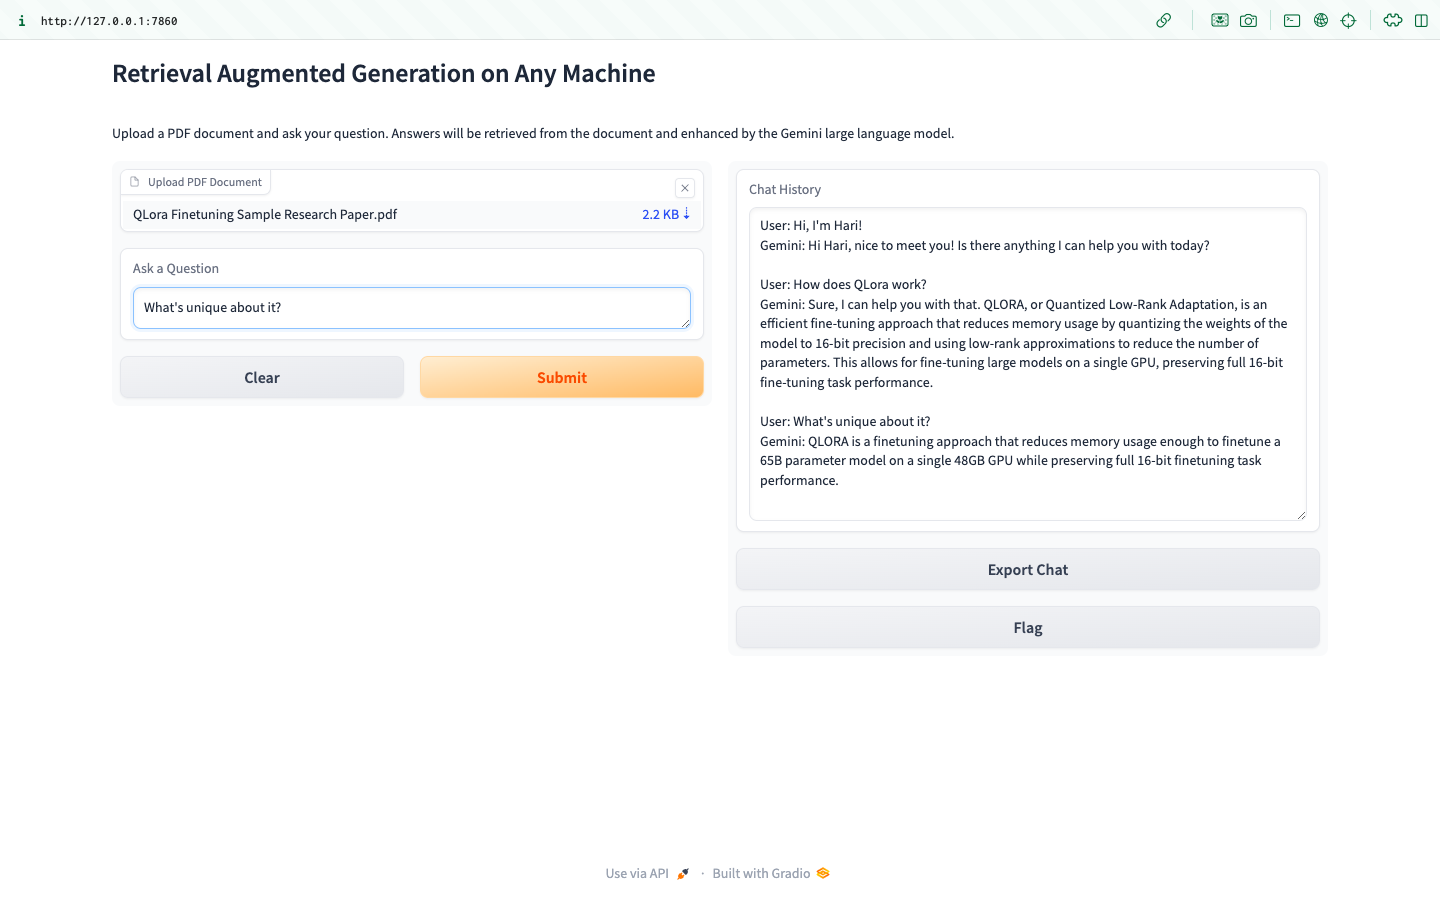 i http://127.0.0.1:7860
Retrieval Augmented Generation on Any Machine
Upload a PDF document and ask your question. Answers will be retrieved from the document and enhanced by the Gemini large language model.
Upload PDF Document
QLora Finetuning Sample Research Paper.pdf 2.2 KB ⇣
Ask a Question
What's unique about it?
Clear
Submit
Chat History
User: Hi, I'm Hari!
Gemini: Hi Hari, nice to meet you! Is there anything I can help you with today?
User: How does QLora work?
Gemini: Sure, I can help you with that. QLORA, or Quantized Low-Rank Adaptation, is an
efficient fine-tuning approach that reduces memory usage by quantizing the weights of the
model to 16-bit precision and using low-rank approximations to reduce the number of
parameters. This allows for fine-tuning large models on a single GPU, preserving full 16-bit
fine-tuning task performance.
User: What's unique about it?
Gemini: QLORA is a finetuning approach that reduces memory usage enough to finetune a
65B parameter model on a single 48GB GPU while preserving full 16-bit finetuning task
performance.
Export Chat
Flag
Use via API · Built with Gradio